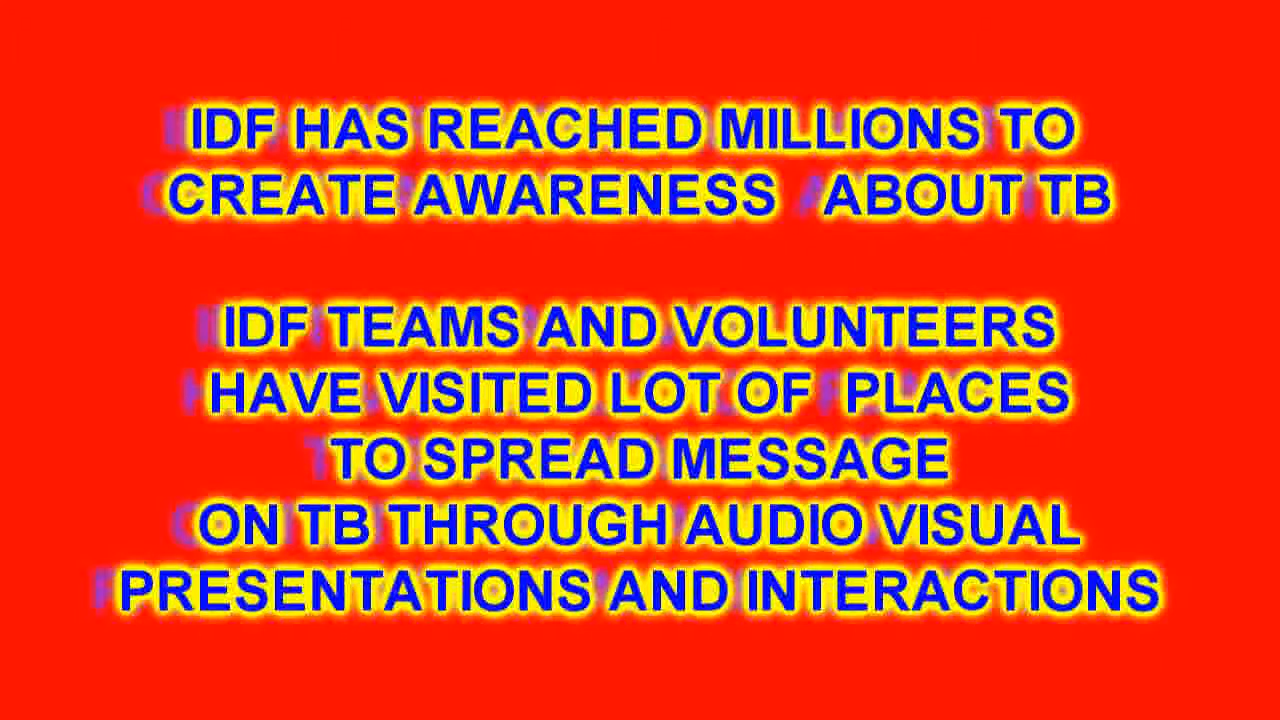 IDF HAS REACHED MILLIONS TO
CREATE AWARENESS ABOUT TB
IDF TEAMS AND VOLUNTEERS
HAVE VISITED LOT OF PLACES
TO SPREAD MESSAGE
ON TB THROUGH AUDIO VISUAL
PRESENTATIONS AND INTERACTIONS